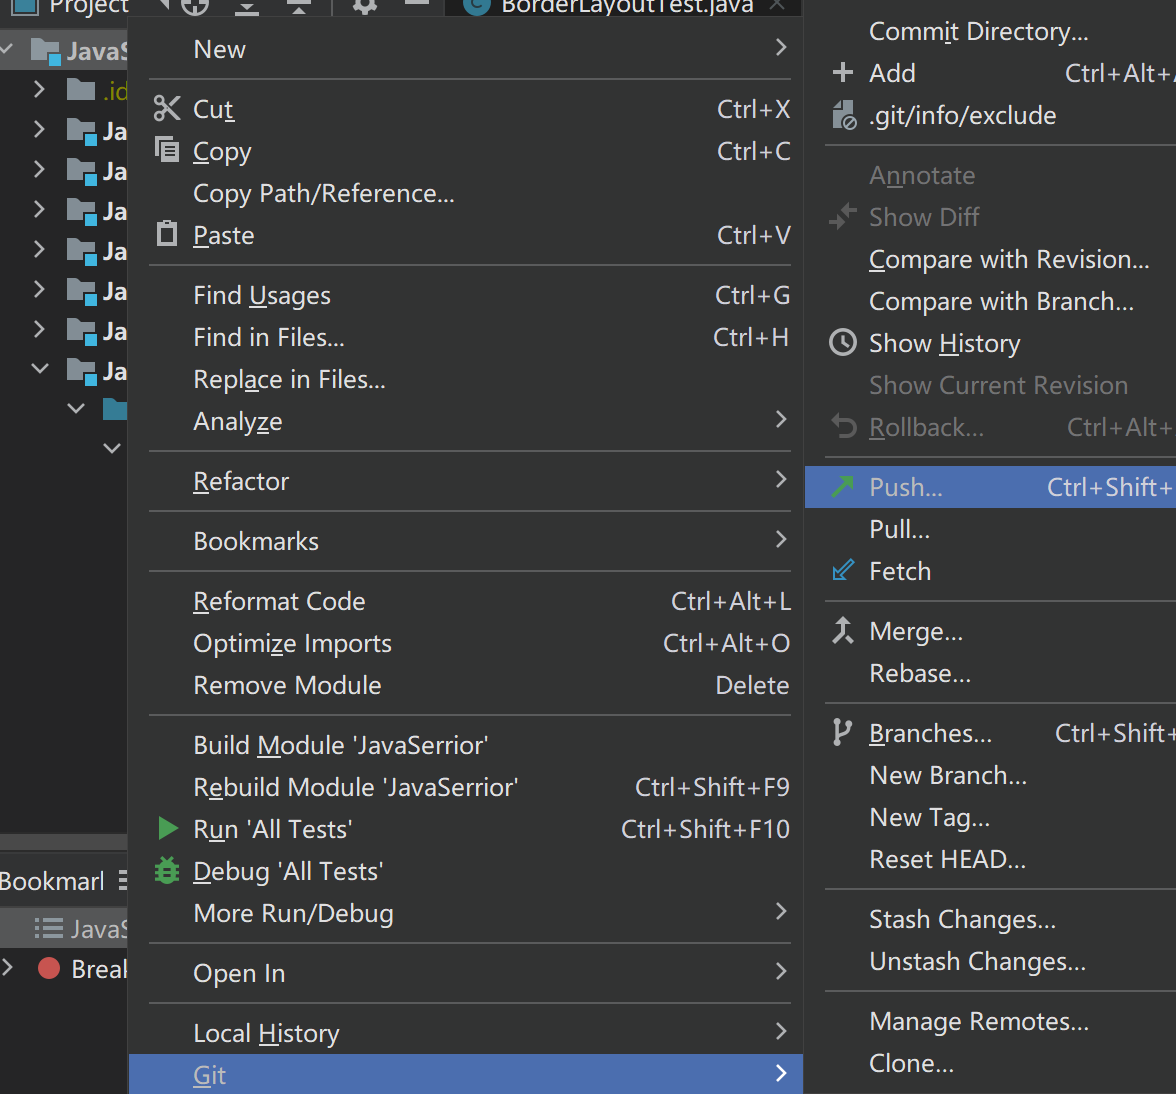 Project
BorderLayoutTest.java
JavaS
.id
Ja
Ja
Ja
Ja
Ja
Ja
Ja
Bookmarl
JavaS
Breal
New
Cut Ctrl+X
Copy Ctrl+C
Copy Path/Reference...
Paste Ctrl+V
Find Usages Ctrl+G
Find in Files... Ctrl+H
Replace in Files...
Analyze
Refactor
Bookmarks
Reformat Code Ctrl+Alt+L
Optimize Imports Ctrl+Alt+O
Remove Module Delete
Build Module 'JavaSerrior'
Rebuild Module 'JavaSerrior' Ctrl+Shift+F9
Run 'All Tests' Ctrl+Shift+F10
Debug 'All Tests'
More Run/Debug
Open In
Local History
Git
Commit Directory...
Add Ctrl+Alt+A
.git/info/exclude
Annotate
Show Diff
Compare with Revision...
Compare with Branch...
Show History
Show Current Revision
Rollback... Ctrl+Alt+
Push... Ctrl+Shift+
Pull...
Fetch
Merge...
Rebase...
Branches... Ctrl+Shift+
New Branch...
New Tag...
Reset HEAD...
Stash Changes...
Unstash Changes...
Manage Remotes...
Clone...